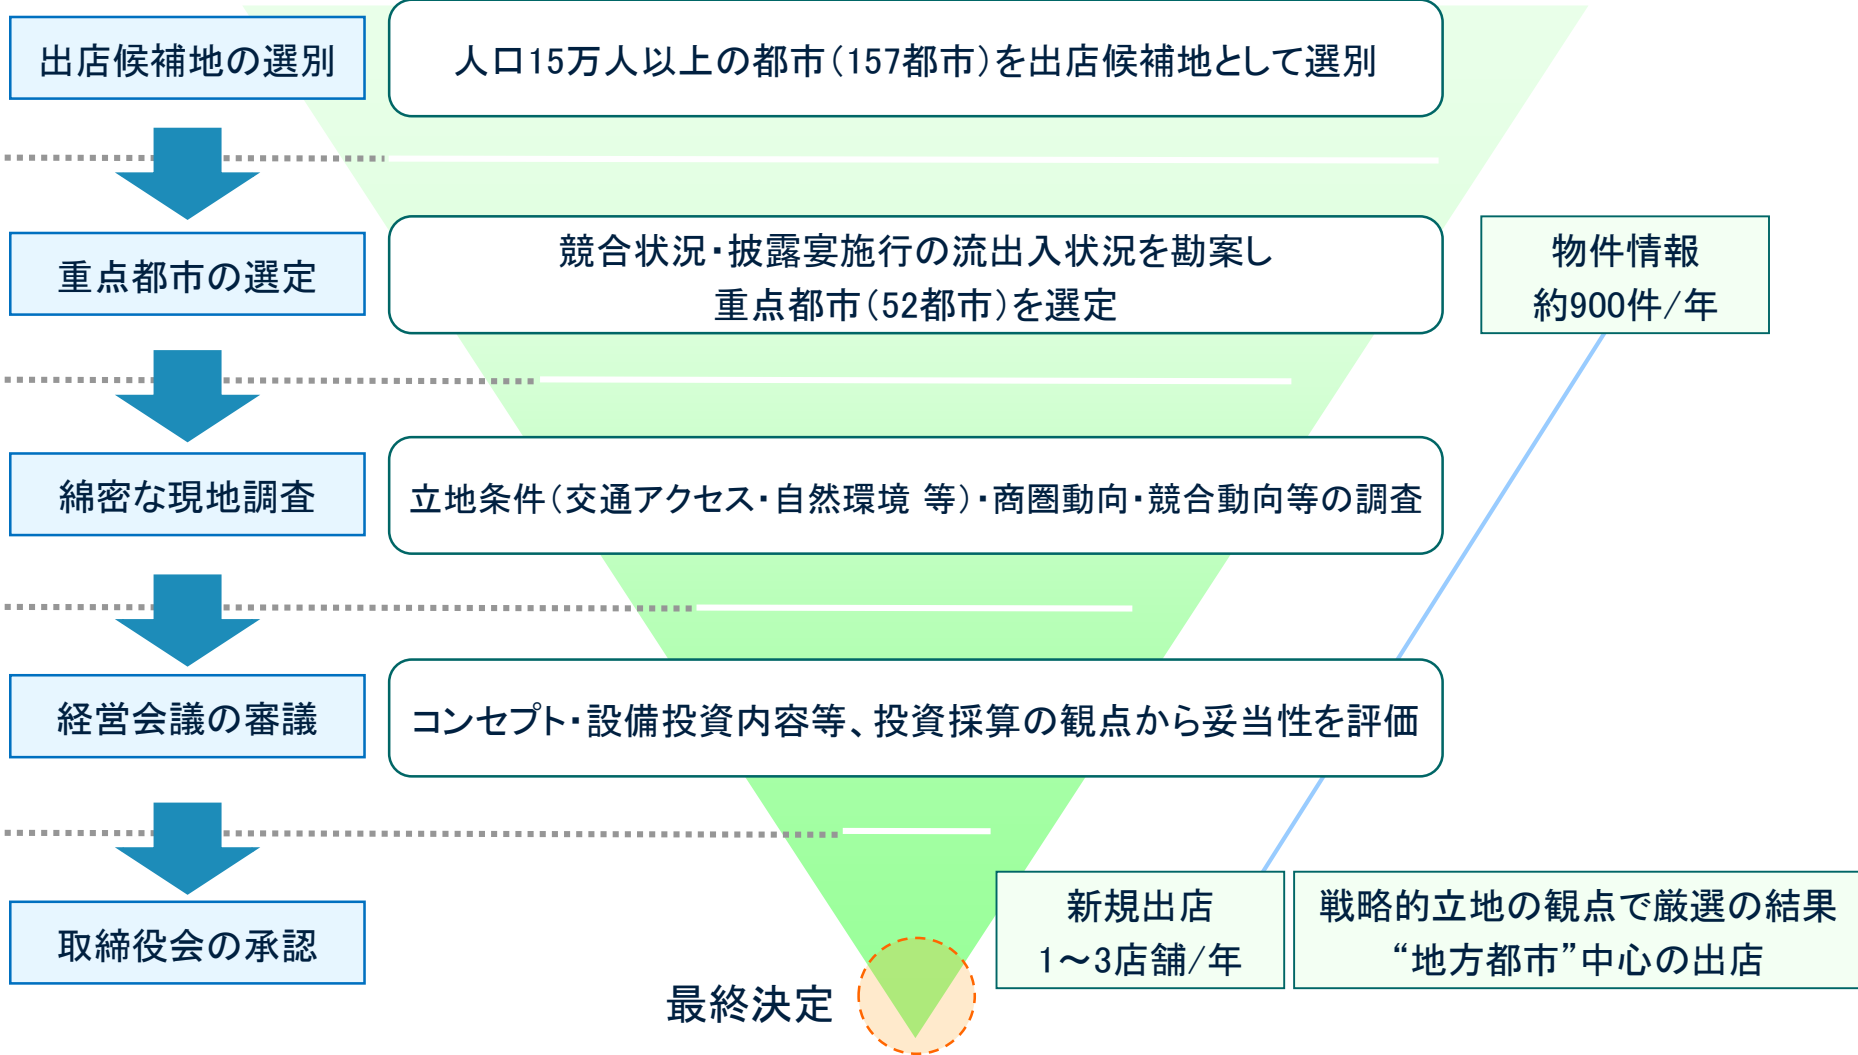 出店候補地の選別
人口15万人以上の都市（157都市）を出店候補地として選別
重点都市の選定
競合状況・披露宴施行の流出入状況を勘案し
重点都市（52都市）を選定
物件情報
約900件/年
綿密な現地調査
立地条件（交通アクセス・自然環境 等）・商圏動向・競合動向等の調査
経営会議の審議
コンセプト・設備投資内容等、投資採算の観点から妥当性を評価
取締役会の承認
新規出店
1～3店舗/年
戦略的立地の観点で厳選の結果
“地方都市”中心の出店
最終決定